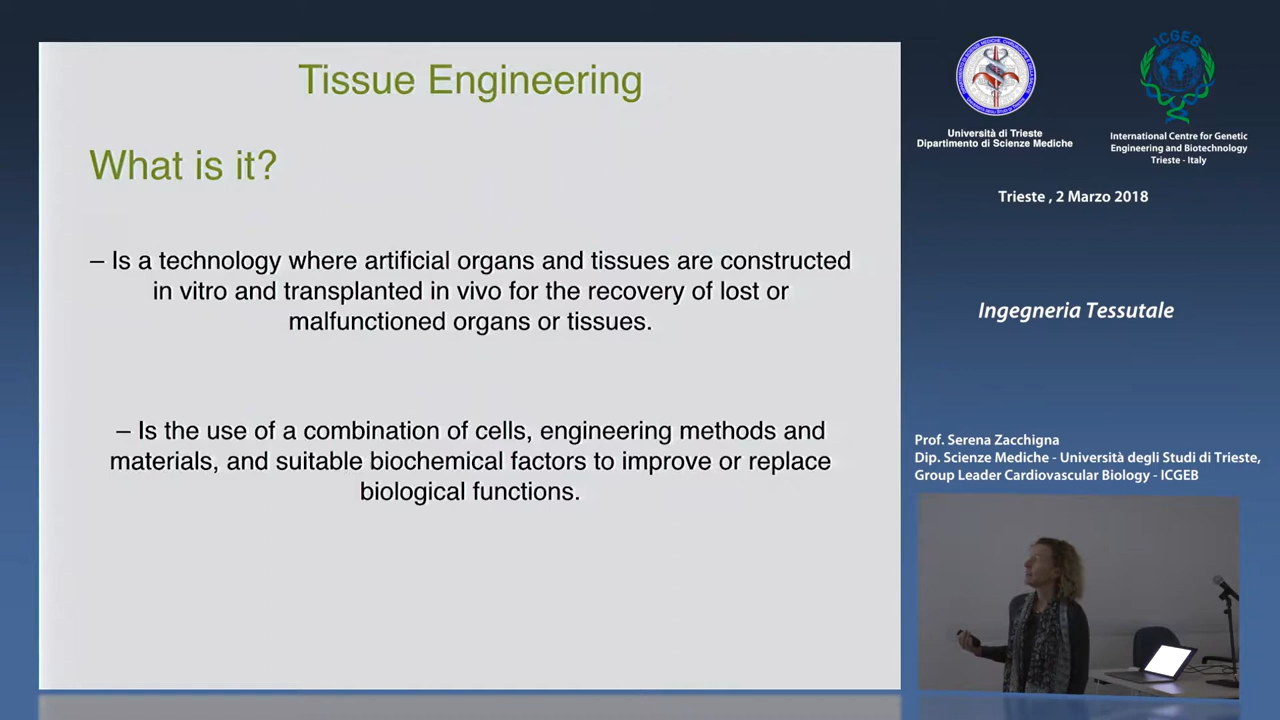 Tissue Engineering
What is it?
– Is a technology where artificial organs and tissues are constructed
in vitro and transplanted in vivo for the recovery of lost or
malfunctioned organs or tissues.
– Is the use of a combination of cells, engineering methods and
materials, and suitable biochemical factors to improve or replace
biological functions.
Università di Trieste
Dipartimento di Scienze Mediche
ICGEB
International Centre for Genetic
Engineering and Biotechnology
Trieste - Italy
Trieste , 2 Marzo 2018
Ingegneria Tessutale
Prof. Serena Zacchigna
Dip. Scienze Mediche - Università degli Studi di Trieste,
Group Leader Cardiovascular Biology - ICGEB